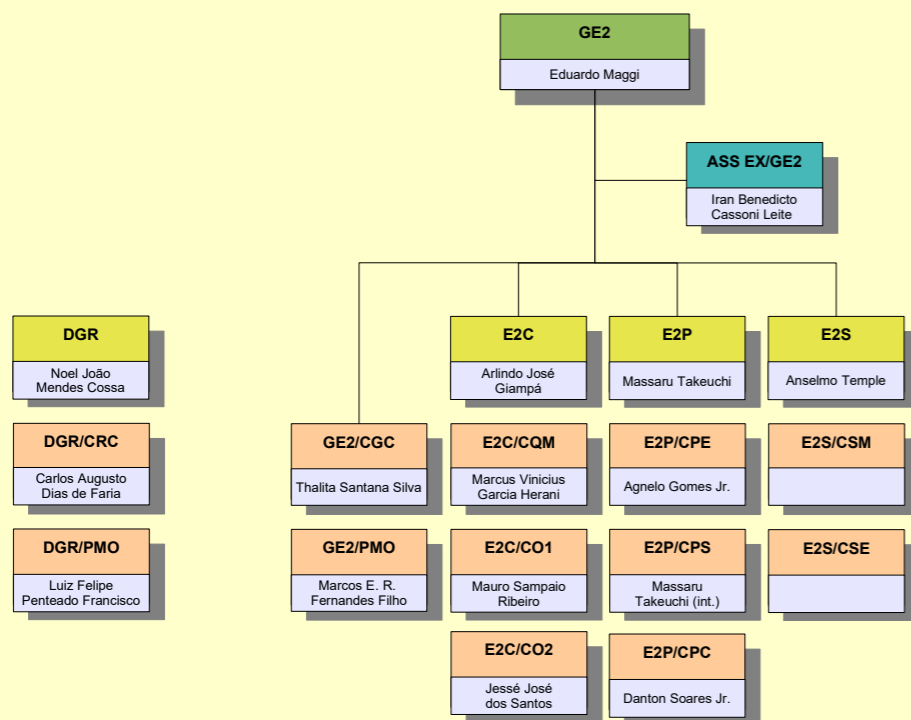 GE2
Eduardo Maggi
ASS EX/GE2
Iran Benedicto
Cassoni Leite
DGR
Noel João
Mendes Cossa
E2C
Arlindo José
Giampá
E2P
Massaru Takeuchi
E2S
Anselmo Temple
DGR/CRC
Carlos Augusto
Dias de Faria
GE2/CGC
Thalita Santana Silva
E2C/CQM
Marcus Vinicius
Garcia Herani
E2P/CPE
Agnelo Gomes Jr.
E2S/CSM
DGR/PMO
Luiz Felipe
Penteado Francisco
GE2/PMO
Marcos E. R.
Fernandes Filho
E2C/CO1
Mauro Sampaio
Ribeiro
E2P/CPS
Massaru
Takeuchi (int.)
E2S/CSE
E2C/CO2
Jessé José
dos Santos
E2P/CPC
Danton Soares Jr.